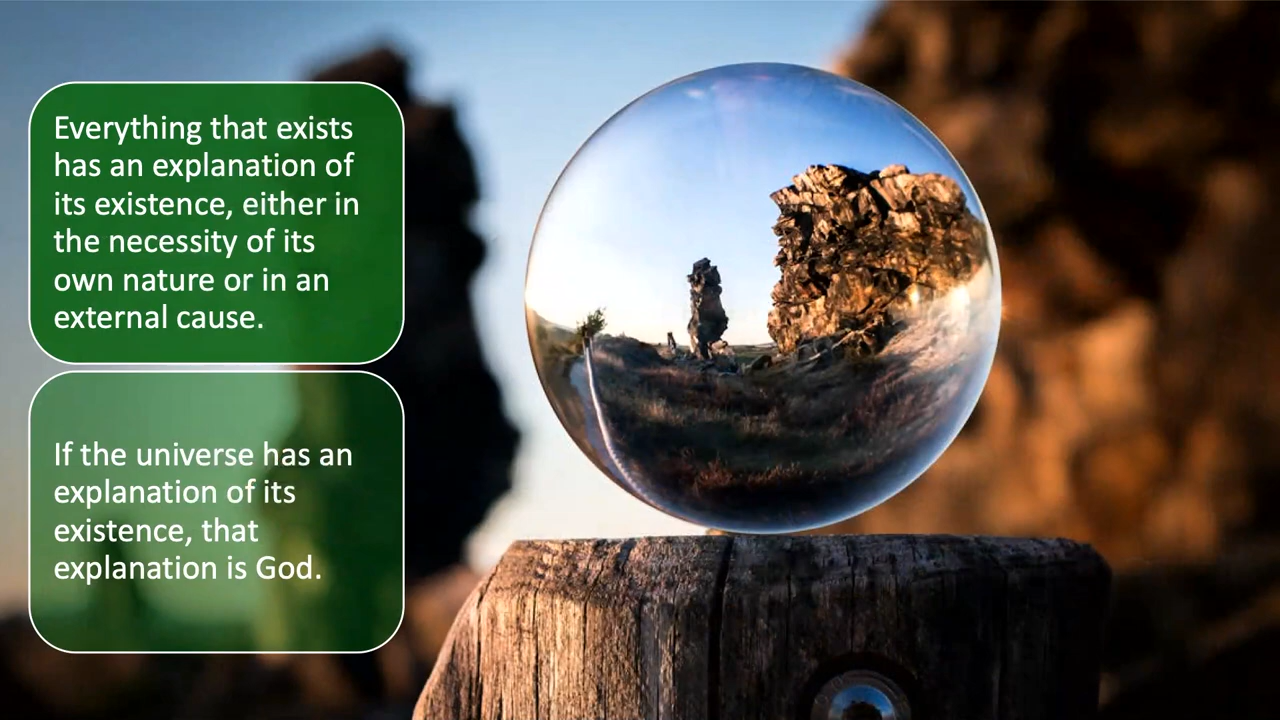 Everything that exists
has an explanation of
its existence, either in
the necessity of its
own nature or in an
external cause.
If the universe has an
explanation of its
existence, that
explanation is God.